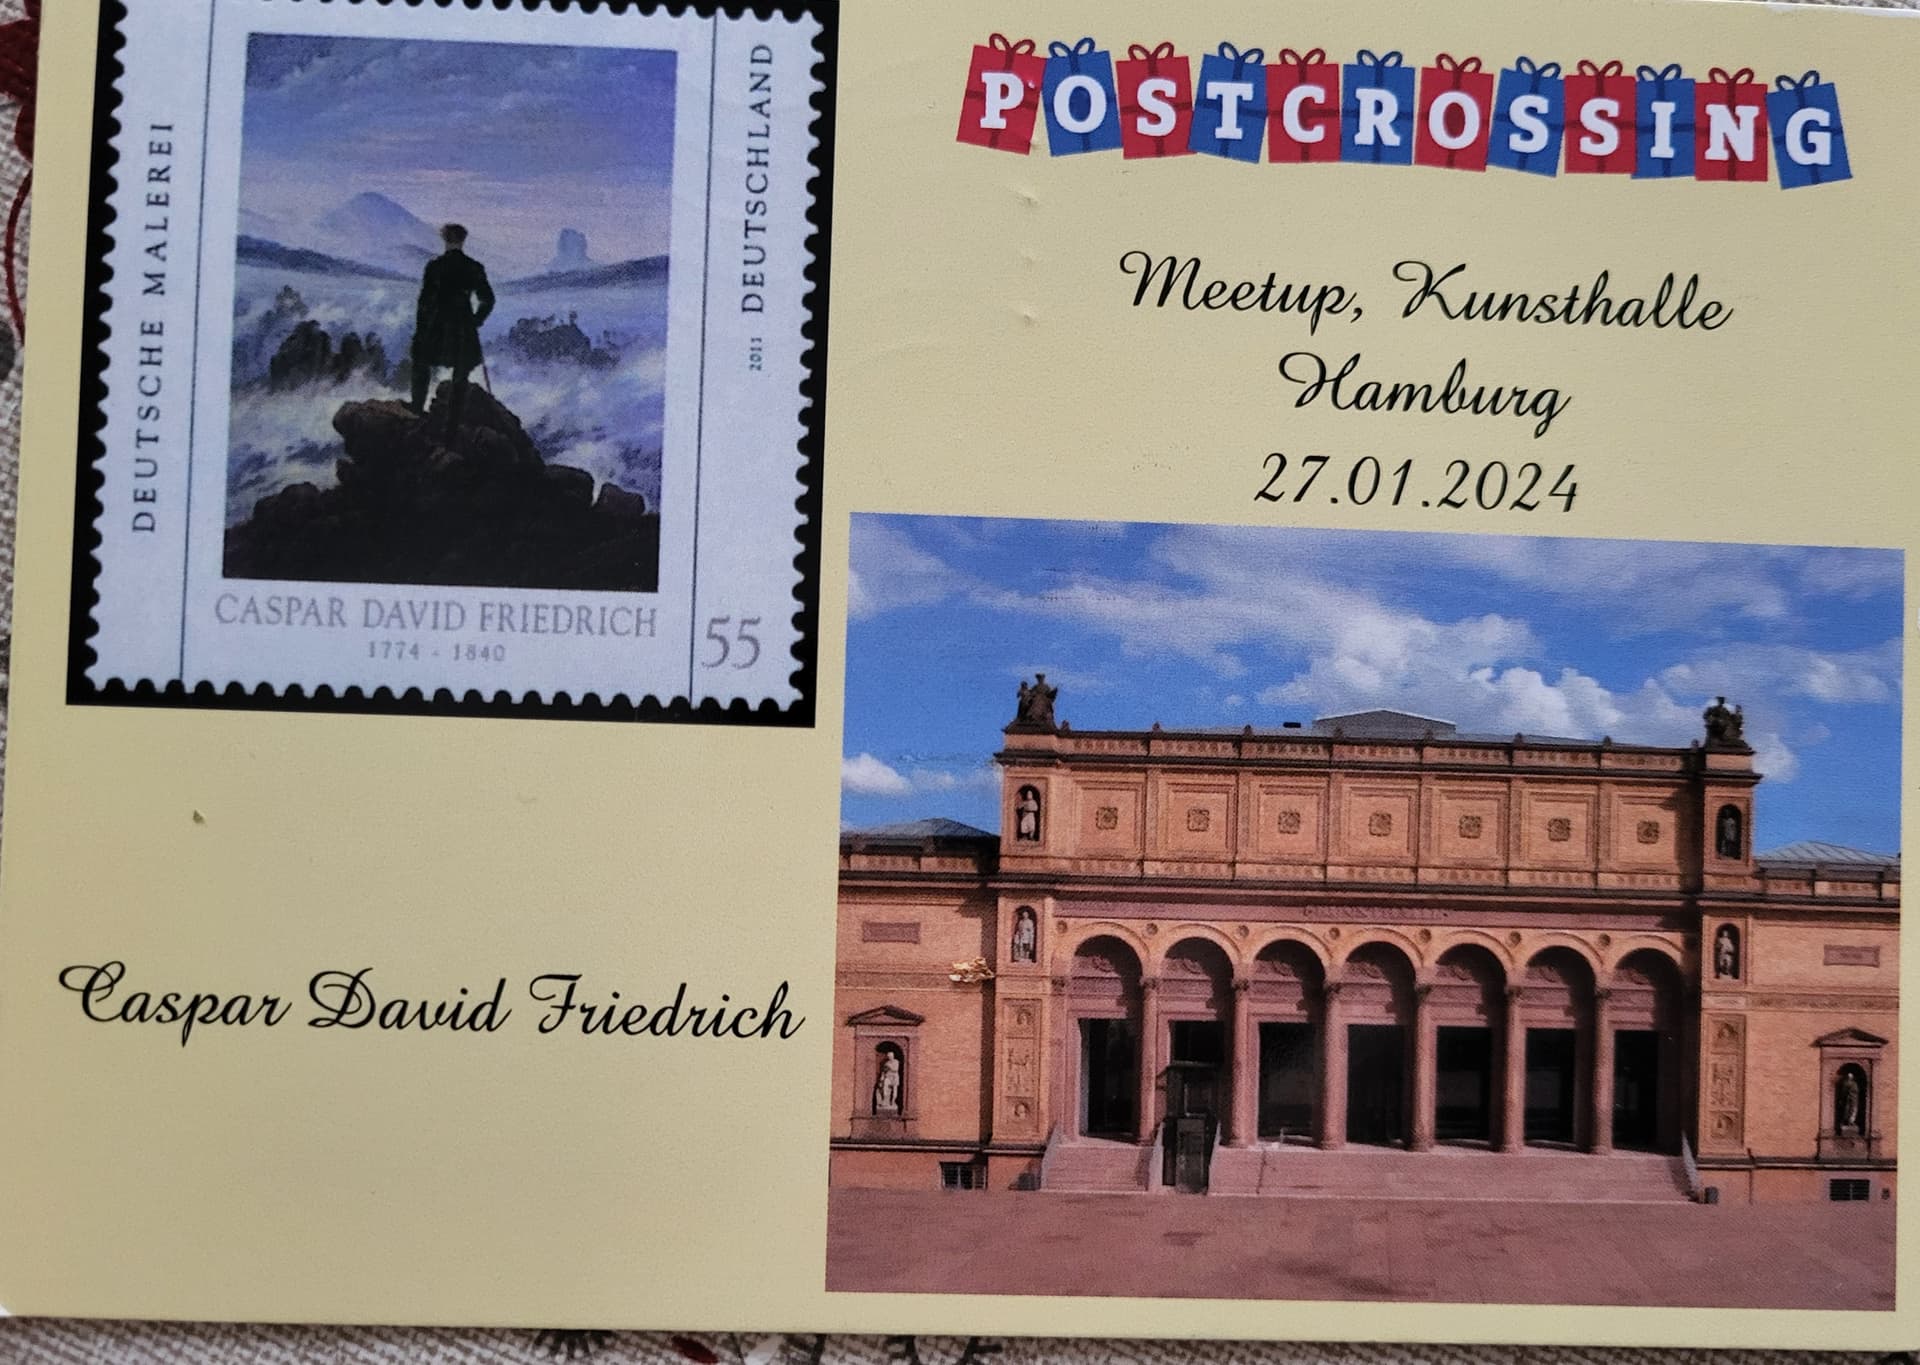 DEUTSCHE MALEREI
2011 DEUTSCHLAND
CASPAR DAVID FRIEDRICH
1774 - 1840
55
POSTCROSSING
Meetup, Kunsthalle
Hamburg
27.01.2024
Caspar David Friedrich